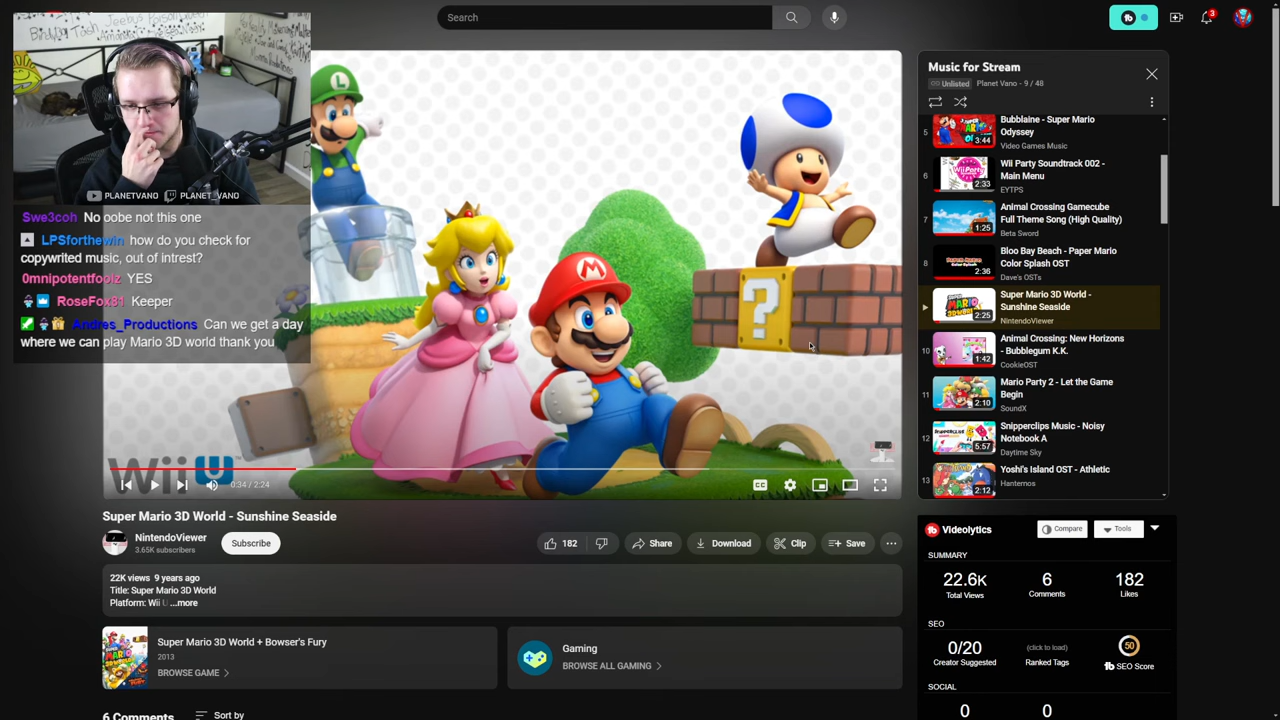 Search
3
PLANETVANO PLANET_VANO
Swe3coh No oobe not this one
LPSforthewin how do you check for
copywrited music, out of intrest?
0mnipotentfoolz YES
RoseFox81 Keeper
Andres_Productions Can we get a day
where we can play Mario 3D world thank you
L
M
?
Wii U
0:34 / 2:24
CC
Super Mario 3D World - Sunshine Seaside
NintendoViewer
3.65K subscribers
Subscribe
182
Share
Download
Clip
Save
22K views 9 years ago
Title: Super Mario 3D World
Platform: Wii U ...more
Super Mario 3D World + Bowser's Fury
2013
BROWSE GAME
Gaming
BROWSE ALL GAMING
6 Comments
Sort by
Music for Stream
Unlisted Planet Vano - 9 / 48
5
3:44
Bubblaine - Super Mario
Odyssey
Video Games Music
6
2:33
Wii Party Soundtrack 002 -
Main Menu
EYTPS
7
1:25
Animal Crossing Gamecube
Full Theme Song (High Quality)
Beta Sword
8
2:36
Bloo Bay Beach - Paper Mario
Color Splash OST
Dave's OSTs
2:25
Super Mario 3D World -
Sunshine Seaside
NintendoViewer
10
1:42
Animal Crossing: New Horizons
- Bubblegum K.K.
CookieOST
11
2:10
Mario Party 2 - Let the Game
Begin
SoundX
12
5:57
Snipperclips Music - Noisy
Notebook A
Daytime Sky
13
2:12
Yoshi's Island OST - Athletic
Hantemos
Videolytics
Compare
Tools
SUMMARY
22.6K
Total Views
6
Comments
182
Likes
SEO
0/20
Creator Suggested
(click to load)
Ranked Tags
50
SEO Score
SOCIAL
0
0